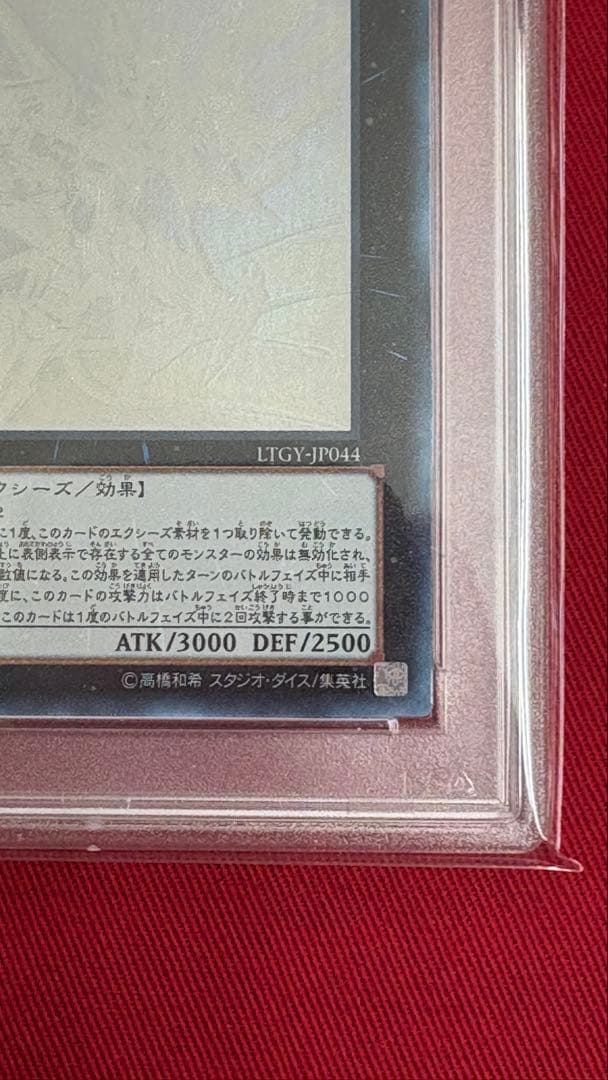 LTGY-JP044
クシーズ/効果】
に1度、このカードのエクシーズ素材を1つ取り除いて発動できる。
上に表側表示で存在する全てのモンスターの効果は無効化され、
数値になる。この効果を適用したターンのバトルフェイズ中に相手
度に、このカードの攻撃力はバトルフェイズ終了時まで1000
このカードは1度のバトルフェイズ中に2回攻撃する事ができる。
ATK/3000 DEF/2500
©高橋和希 スタジオ・ダイス/集英社